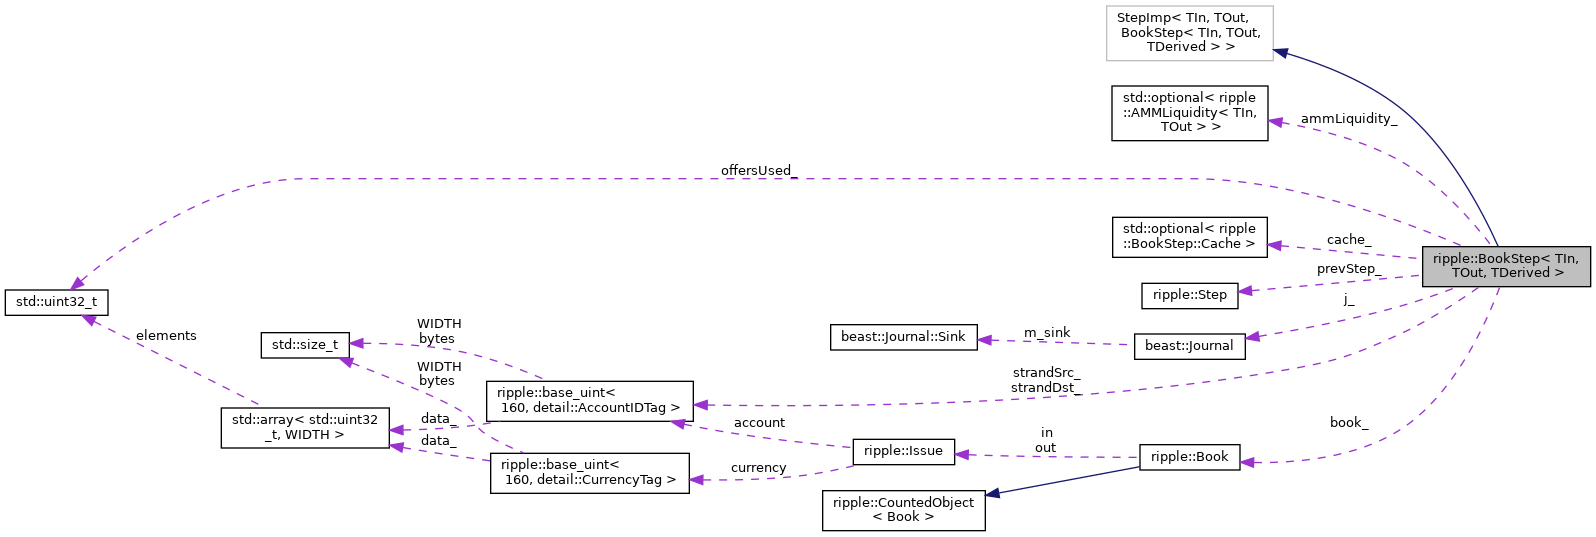 StepImp< TIn, TOut,
BookStep< TIn, TOut,
TDerived > >
std::optional< ripple
::AMMLiquidity< TIn,
TOut > >
ammLiquidity_
offersUsed_
std::optional< ripple
::BookStep::Cache >
cache_
ripple::BookStep< TIn,
TOut, TDerived >
prevStep_
ripple::Step
std::uint32_t
j_
elements
WIDTH
bytes
std::size_t
beast::Journal::Sink
m_sink
beast::Journal
WIDTH
bytes
strandSrc_
strandDst_
ripple::base_uint<
160, detail::AccountIDTag >
std::array< std::uint32
_t, WIDTH >
data_
data_
account
book_
in
out
ripple::Issue
ripple::Book
ripple::base_uint<
160, detail::CurrencyTag >
currency
ripple::CountedObject
< Book >